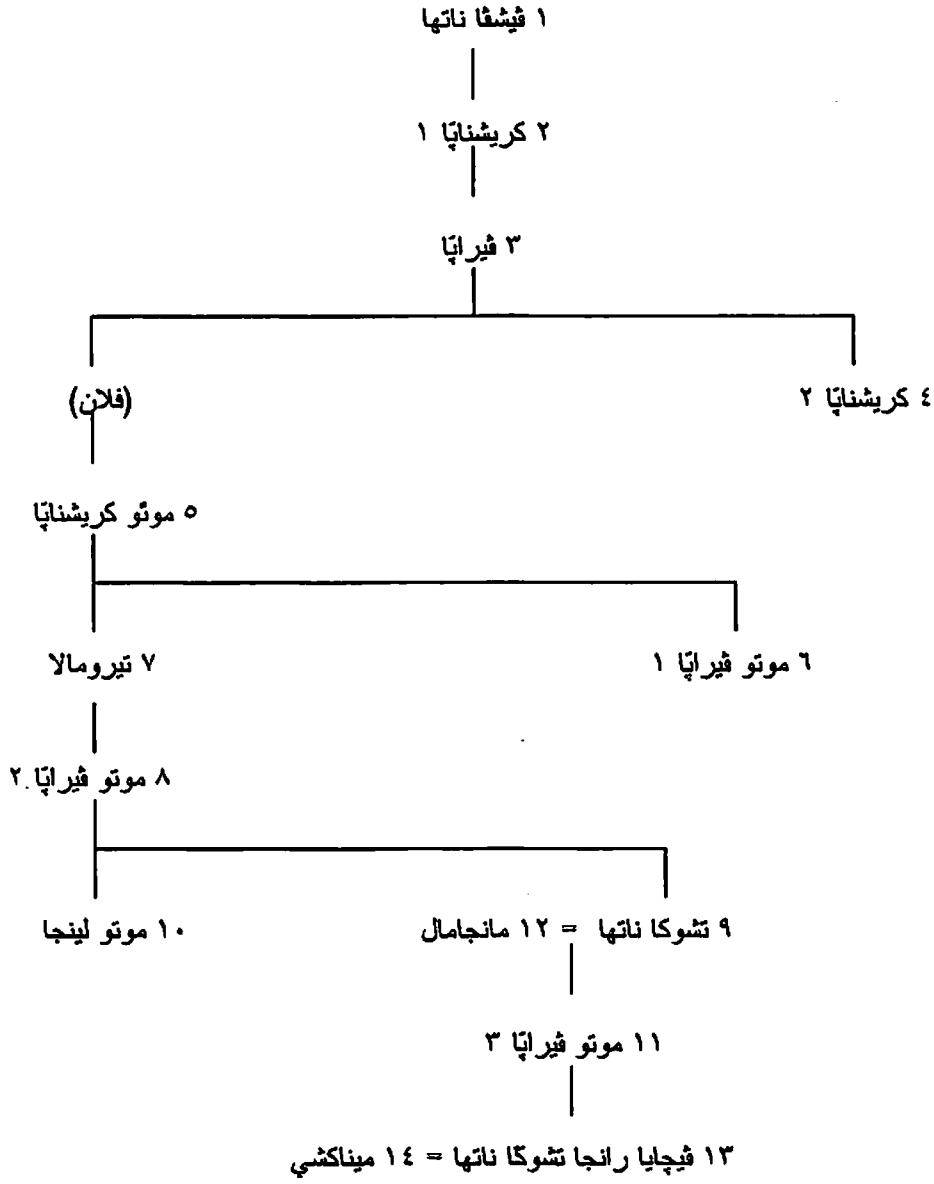 ١ ڤيشڤا ناتها
٢ كريشناپّا ١
٣ ڤيراپّا
٤ كريشناپّا ٢
(فلان)
٥ موتّو كريشناپّا
٦ موتو ڤيراپّا ١
٧ تيرومالا
٨ موتو ڤيراپّا ٢
٩ تشوكا ناتها = ١٢ مانجامال
١٠ موتو لينجا
١١ موتو ڤيراپّا ٣
١٣ ڤيچايا رانجا تشوكّا ناتها = ١٤ ميناكشي